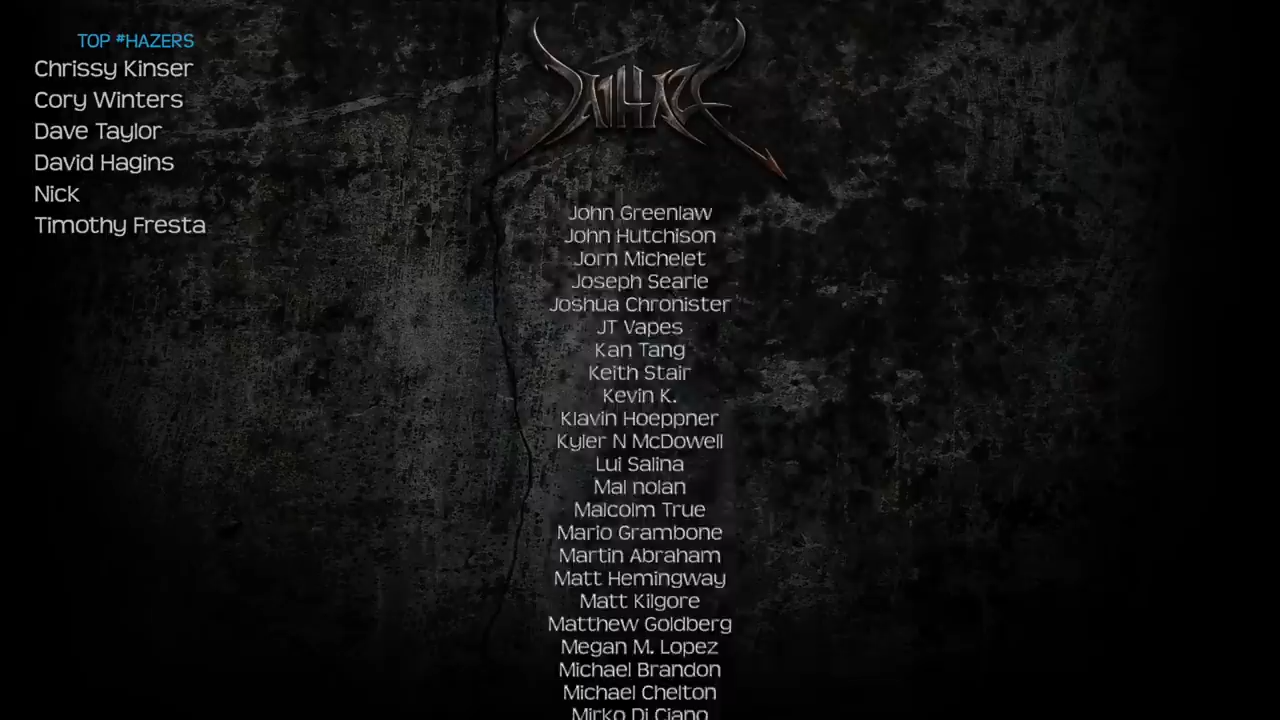 TOP #HAZERS
Chrissy Kinser
Cory Winters
Dave Taylor
David Hagins
Nick
Timothy Fresta
John Greenlaw
John Hutchison
Jorn Michelet
Joseph Searle
Joshua Chronister
JT Vapes
Kan Tang
Keith Stair
Kevin K.
Klavin Hoeppner
Kyler N McDowell
Lui Salina
Mal nolan
Malcolm True
Mario Grambone
Martin Abraham
Matt Hemingway
Matt Kilgore
Matthew Goldberg
Megan M. Lopez
Michael Brandon
Michael Chelton
Mirko Di Ciano